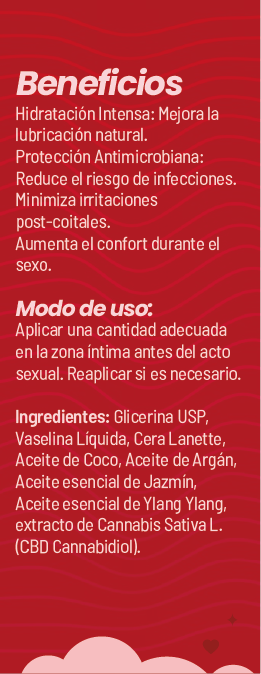 Beneficios
Hidratación Intensa: Mejora la
lubricación natural.
Protección Antimicrobiana:
Reduce el riesgo de infecciones.
Minimiza irritaciones
post-coitales.
Aumenta el confort durante el
sexo.
Modo de uso:
Aplicar una cantidad adecuada
en la zona íntima antes del acto
sexual. Reaplicar si es necesario.
Ingredientes: Glicerina USP,
Vaselina Líquida, Cera Lanette,
Aceite de Coco, Aceite de Argán,
Aceite esencial de Jazmín,
Aceite esencial de Ylang Ylang,
extracto de Cannabis Sativa L.
(CBD Cannabidiol).